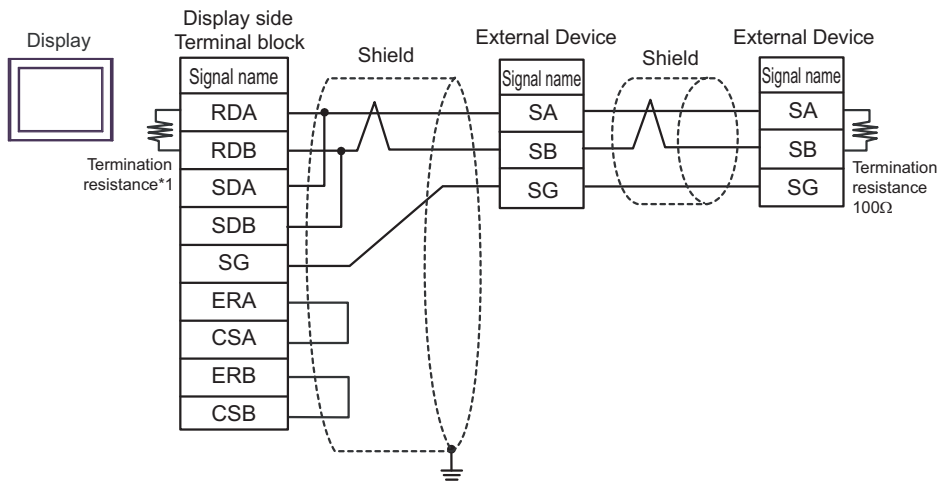 Display
Display side
Terminal block
Signal name
RDA
RDB
SDA
SDB
SG
ERA
CSA
ERB
CSB
Termination
resistance*1
Shield
External Device
Signal name
SA
SB
SG
Shield
External Device
Signal name
SA
SB
SG
Termination
resistance
100Ω